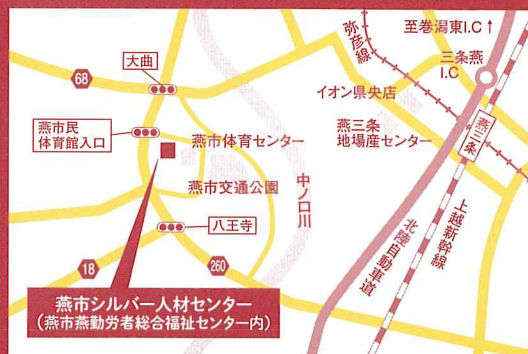 至巻潟東I.C↑
弥彦線
三条燕
I.C
大曲
68
イオン県央店
燕市民
体育館入口
燕市体育センター
燕三条
地場産センター
燕三条
燕市交通公園
中ノ口川
八王寺
上越新幹線
北陸自動車道
18
260
燕市シルバー人材センター
(燕市燕勤労者総合福祉センター内)